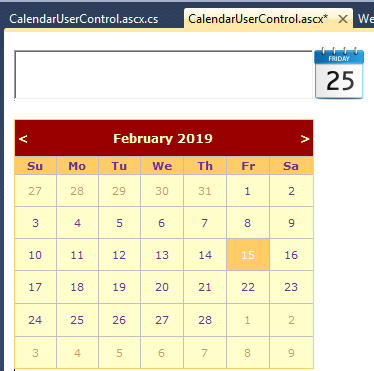 CalendarUserControl.ascx.cs CalendarUserControl.ascx* We
FRIDAY
25
< February 2019 >
Su Mo Tu We Th Fr Sa
27 28 29 30 31 1 2
3 4 5 6 7 8 9
10 11 12 13 14 15 16
17 18 19 20 21 22 23
24 25 26 27 28 1 2
3 4 5 6 7 8 9